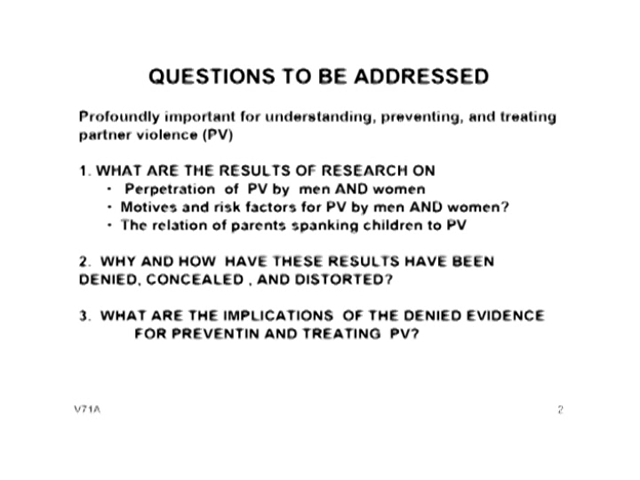 QUESTIONS TO BE ADDRESSED
Profoundly important for understanding, preventing, and treating
partner violence (PV)
1. WHAT ARE THE RESULTS OF RESEARCH ON
• Perpetration of PV by men AND women
• Motives and risk factors for PV by men AND women?
• The relation of parents spanking children to PV
2. WHY AND HOW HAVE THESE RESULTS HAVE BEEN
DENIED, CONCEALED , AND DISTORTED?
3. WHAT ARE THE IMPLICATIONS OF THE DENIED EVIDENCE
FOR PREVENTIN AND TREATING PV?
V71A
2